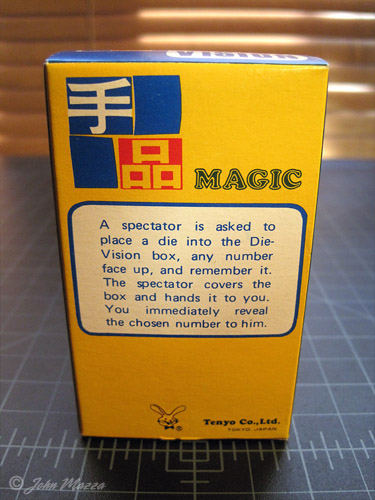 手品
MAGIC
A spectator is asked to
place a die into the Die-
Vision box, any number
face up, and remember it.
The spectator covers the
box and hands it to you.
You immediately reveal
the chosen number to him.
Tenyo Co., Ltd.
TOKYO JAPAN
© John Mazza